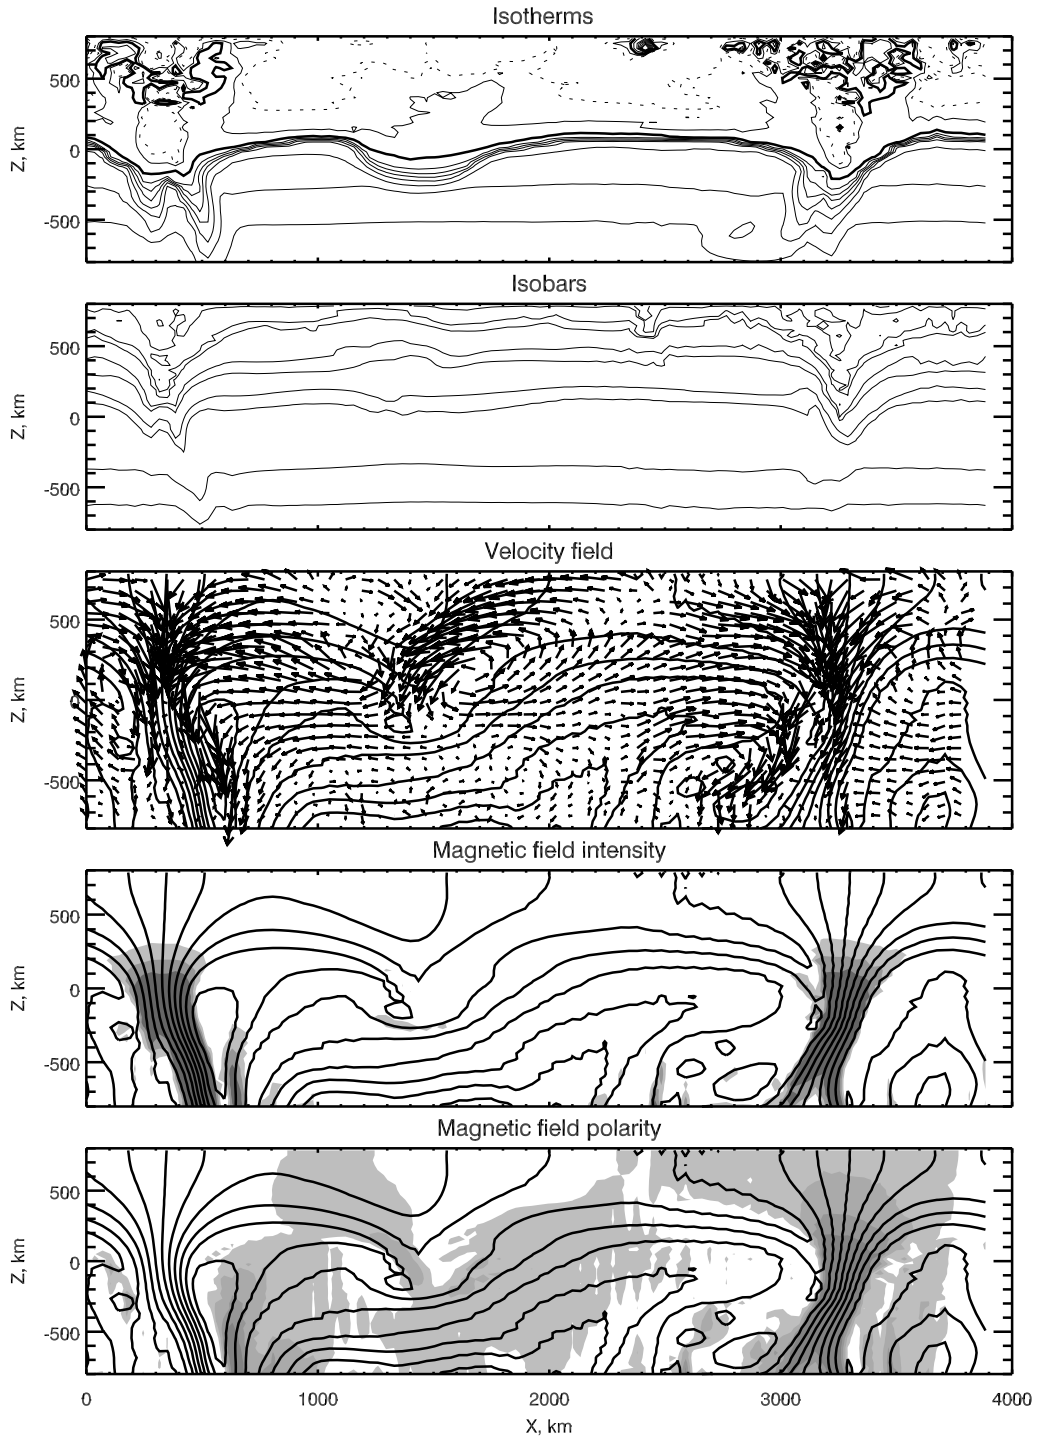 Isotherms
500
0
-500
Z, km
Isobars
500
0
-500
Z, km
Velocity field
500
0
-500
Z, km
Magnetic field intensity
500
0
-500
Z, km
Magnetic field polarity
500
0
-500
Z, km
0 1000 2000 3000 4000
X, km